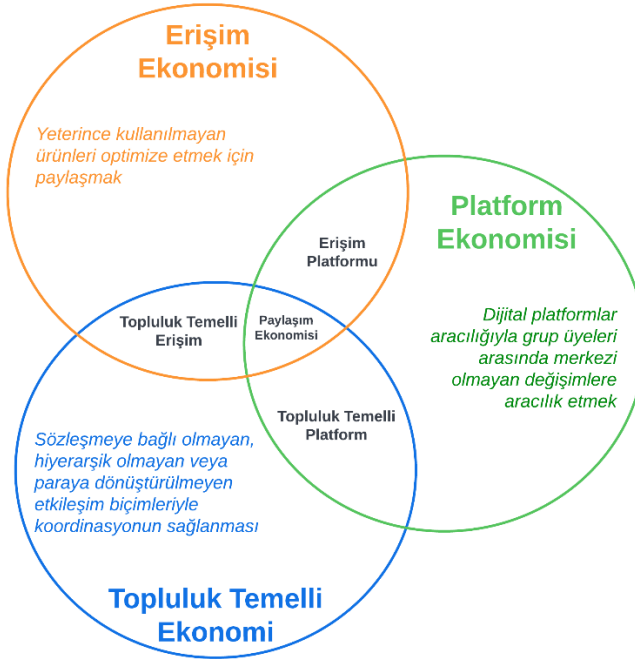 Erişim
Ekonomisi
Yeterince kullanılmayan
ürünleri optimize etmek için
paylaşmak
Platform
Ekonomisi
Erişim
Platformu
Dijital platformlar
aracılığıyla grup üyeleri
arasında merkezi
olmayan değişimlere
aracılık etmek
Topluluk Temelli
Erişim
Paylaşım
Ekonomisi
Topluluk Temelli
Platform
Sözleşmeye bağlı olmayan,
hiyerarşik olmayan veya
paraya dönüştürülmeyen
etkileşim biçimleriyle
koordinasyonun sağlanması
Topluluk Temelli
Ekonomi